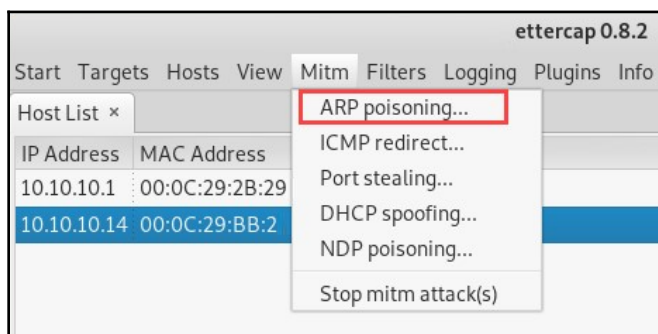 ettercap 0.8.2
Start Targets Hosts View Mitm Filters Logging Plugins Info
Host List ×
ARP poisoning...
IP Address MAC Address
ICMP redirect...
10.10.10.1 00:0C:29:2B:29
Port stealing...
10.10.10.14 00:0C:29:BB:2
DHCP spoofing...
NDP poisoning...
Stop mitm attack(s)